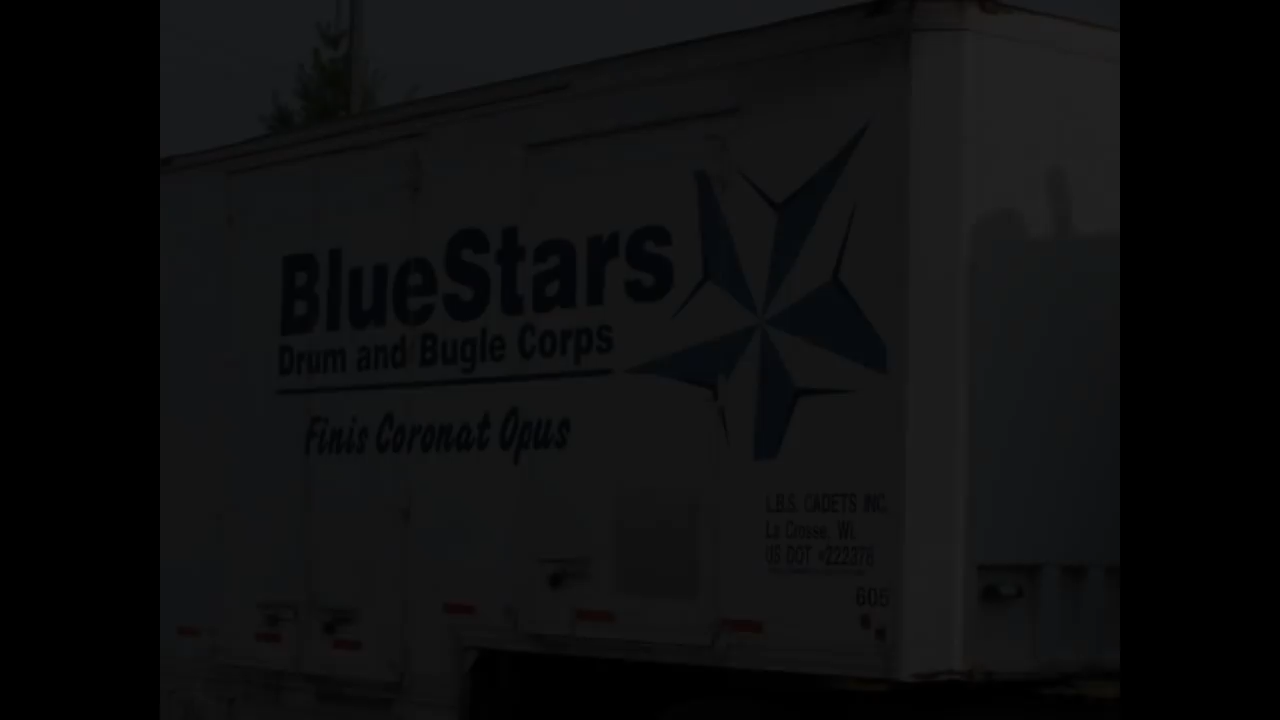 BlueStars
Drum and Bugle Corps
Finis Coronat Opus
L.B.S. CADETS INC.
La Crosse, WI.
US DOT #222378
605